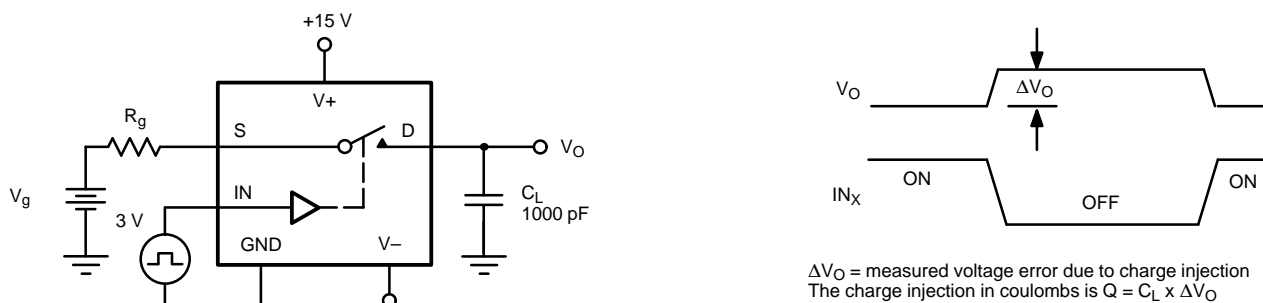 +15 V
V+
Rg
S
D
VO
Vg
IN
CL
1000 pF
3 V
GND
V–
VO
ΔVO
INX
ON
OFF
ON
ΔVO = measured voltage error due to charge injection
The charge injection in coulombs is Q = CL x ΔVO